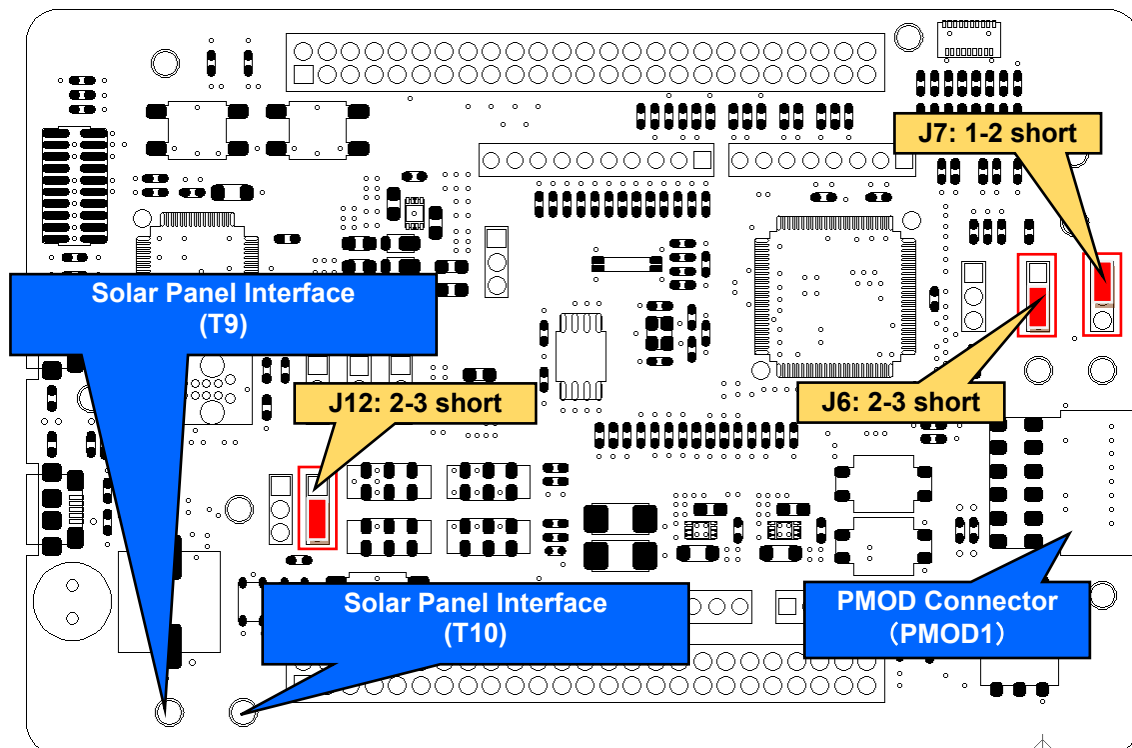 J7: 1-2 short
Solar Panel Interface
(T9)
J12: 2-3 short
J6: 2-3 short
Solar Panel Interface
(T10)
PMOD Connector
（PMOD1）